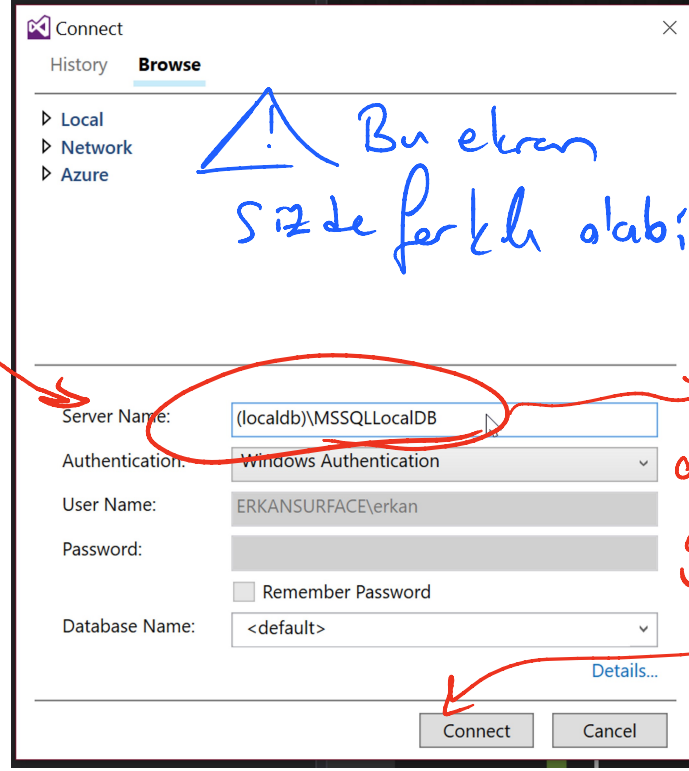 Connect
History Browse
Local
Network
Azure
Bu ekran
sizde farklı olabi
Server Name: (localdb)\MSSQLLocalDB
Authentication: Windows Authentication
User Name: ERKANSURFACE\erkan
Password:
Remember Password
Database Name: <default>
Details...
Connect Cancel